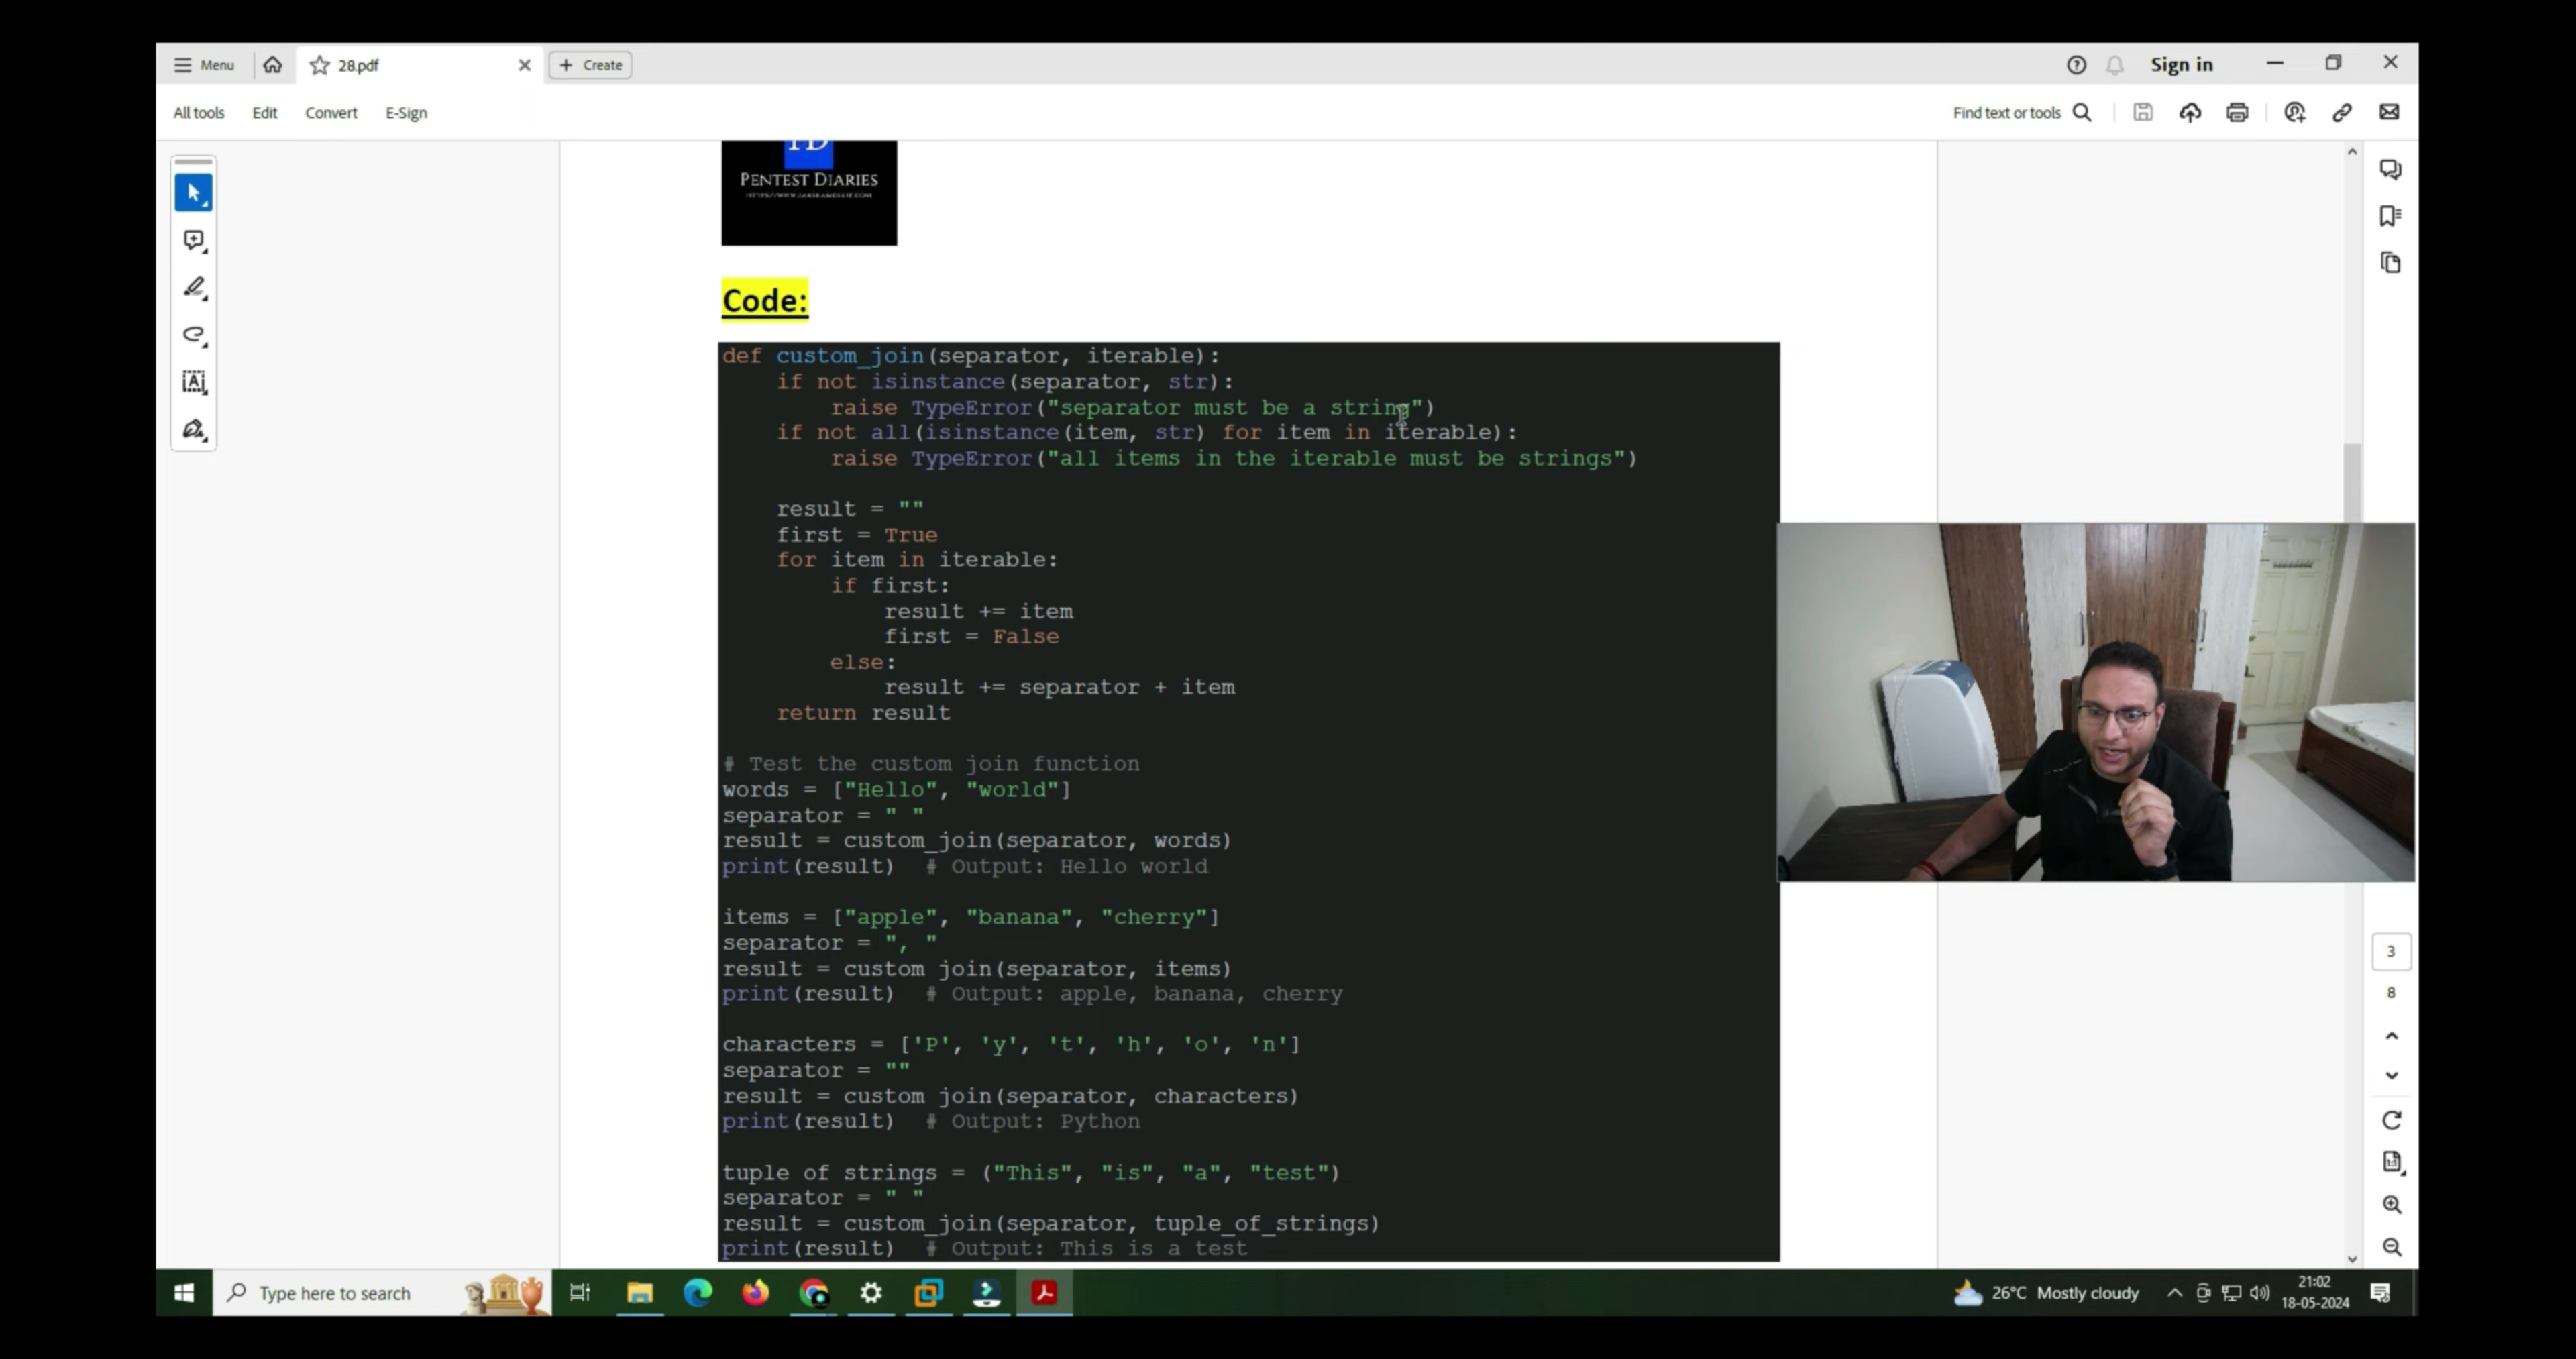 Menu
28.pdf
Create
Sign in
All tools
Edit
Convert
E-Sign
Find text or tools
PENTEST DIARIES
Code:
def custom_join(separator, iterable):
    if not isinstance(separator, str):
        raise TypeError("separator must be a string")
    if not all(isinstance(item, str) for item in iterable):
        raise TypeError("all items in the iterable must be strings")
    result = ""
    first = True
    for item in iterable:
        if first:
            result += item
            first = False
        else:
            result += separator + item
    return result
# Test the custom join function
words = ["Hello", "world"]
separator = " "
result = custom_join(separator, words)
print(result)  # Output: Hello world
items = ["apple", "banana", "cherry"]
separator = ", "
result = custom join(separator, items)
print(result)  # Output: apple, banana, cherry
characters = ['P', 'y', 't', 'h', 'o', 'n']
separator = ""
result = custom join(separator, characters)
print(result)  # Output: Python
tuple of strings = ("This", "is", "a", "test")
separator = " "
result = custom_join(separator, tuple_of_strings)
print(result)  # Output: This is a test
3
8
Type here to search
26°C Mostly cloudy
21:02
18-05-2024